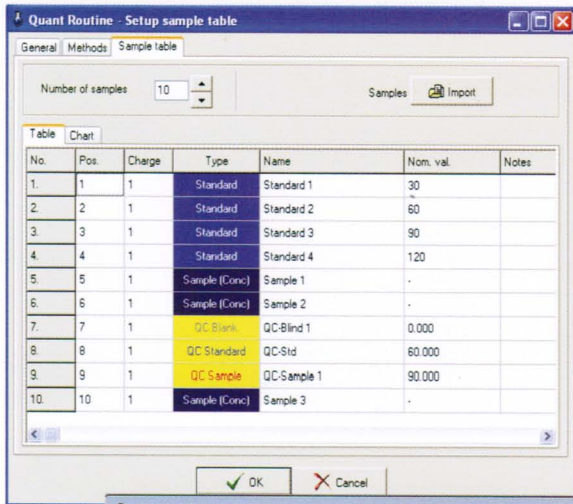 Quant Routine - Setup sample table
General Methods Sample table
Number of samples 10 Samples Import
Table Chart
No. Pos. Charge Type Name Nom. val. Notes
1. 1 1 Standard Standard 1 30
2. 2 1 Standard Standard 2 60
3. 3 1 Standard Standard 3 90
4. 4 1 Standard Standard 4 120
5. 5 1 Sample (Conc) Sample 1 -
6. 6 1 Sample (Conc) Sample 2 -
7. 7 1 QC Blank QC-Blind 1 0.000
8. 8 1 QC Standard QC-Std 60.000
9. 9 1 QC Sample QC-Sample 1 90.000
10. 10 1 Sample (Conc) Sample 3 -
OK Cancel